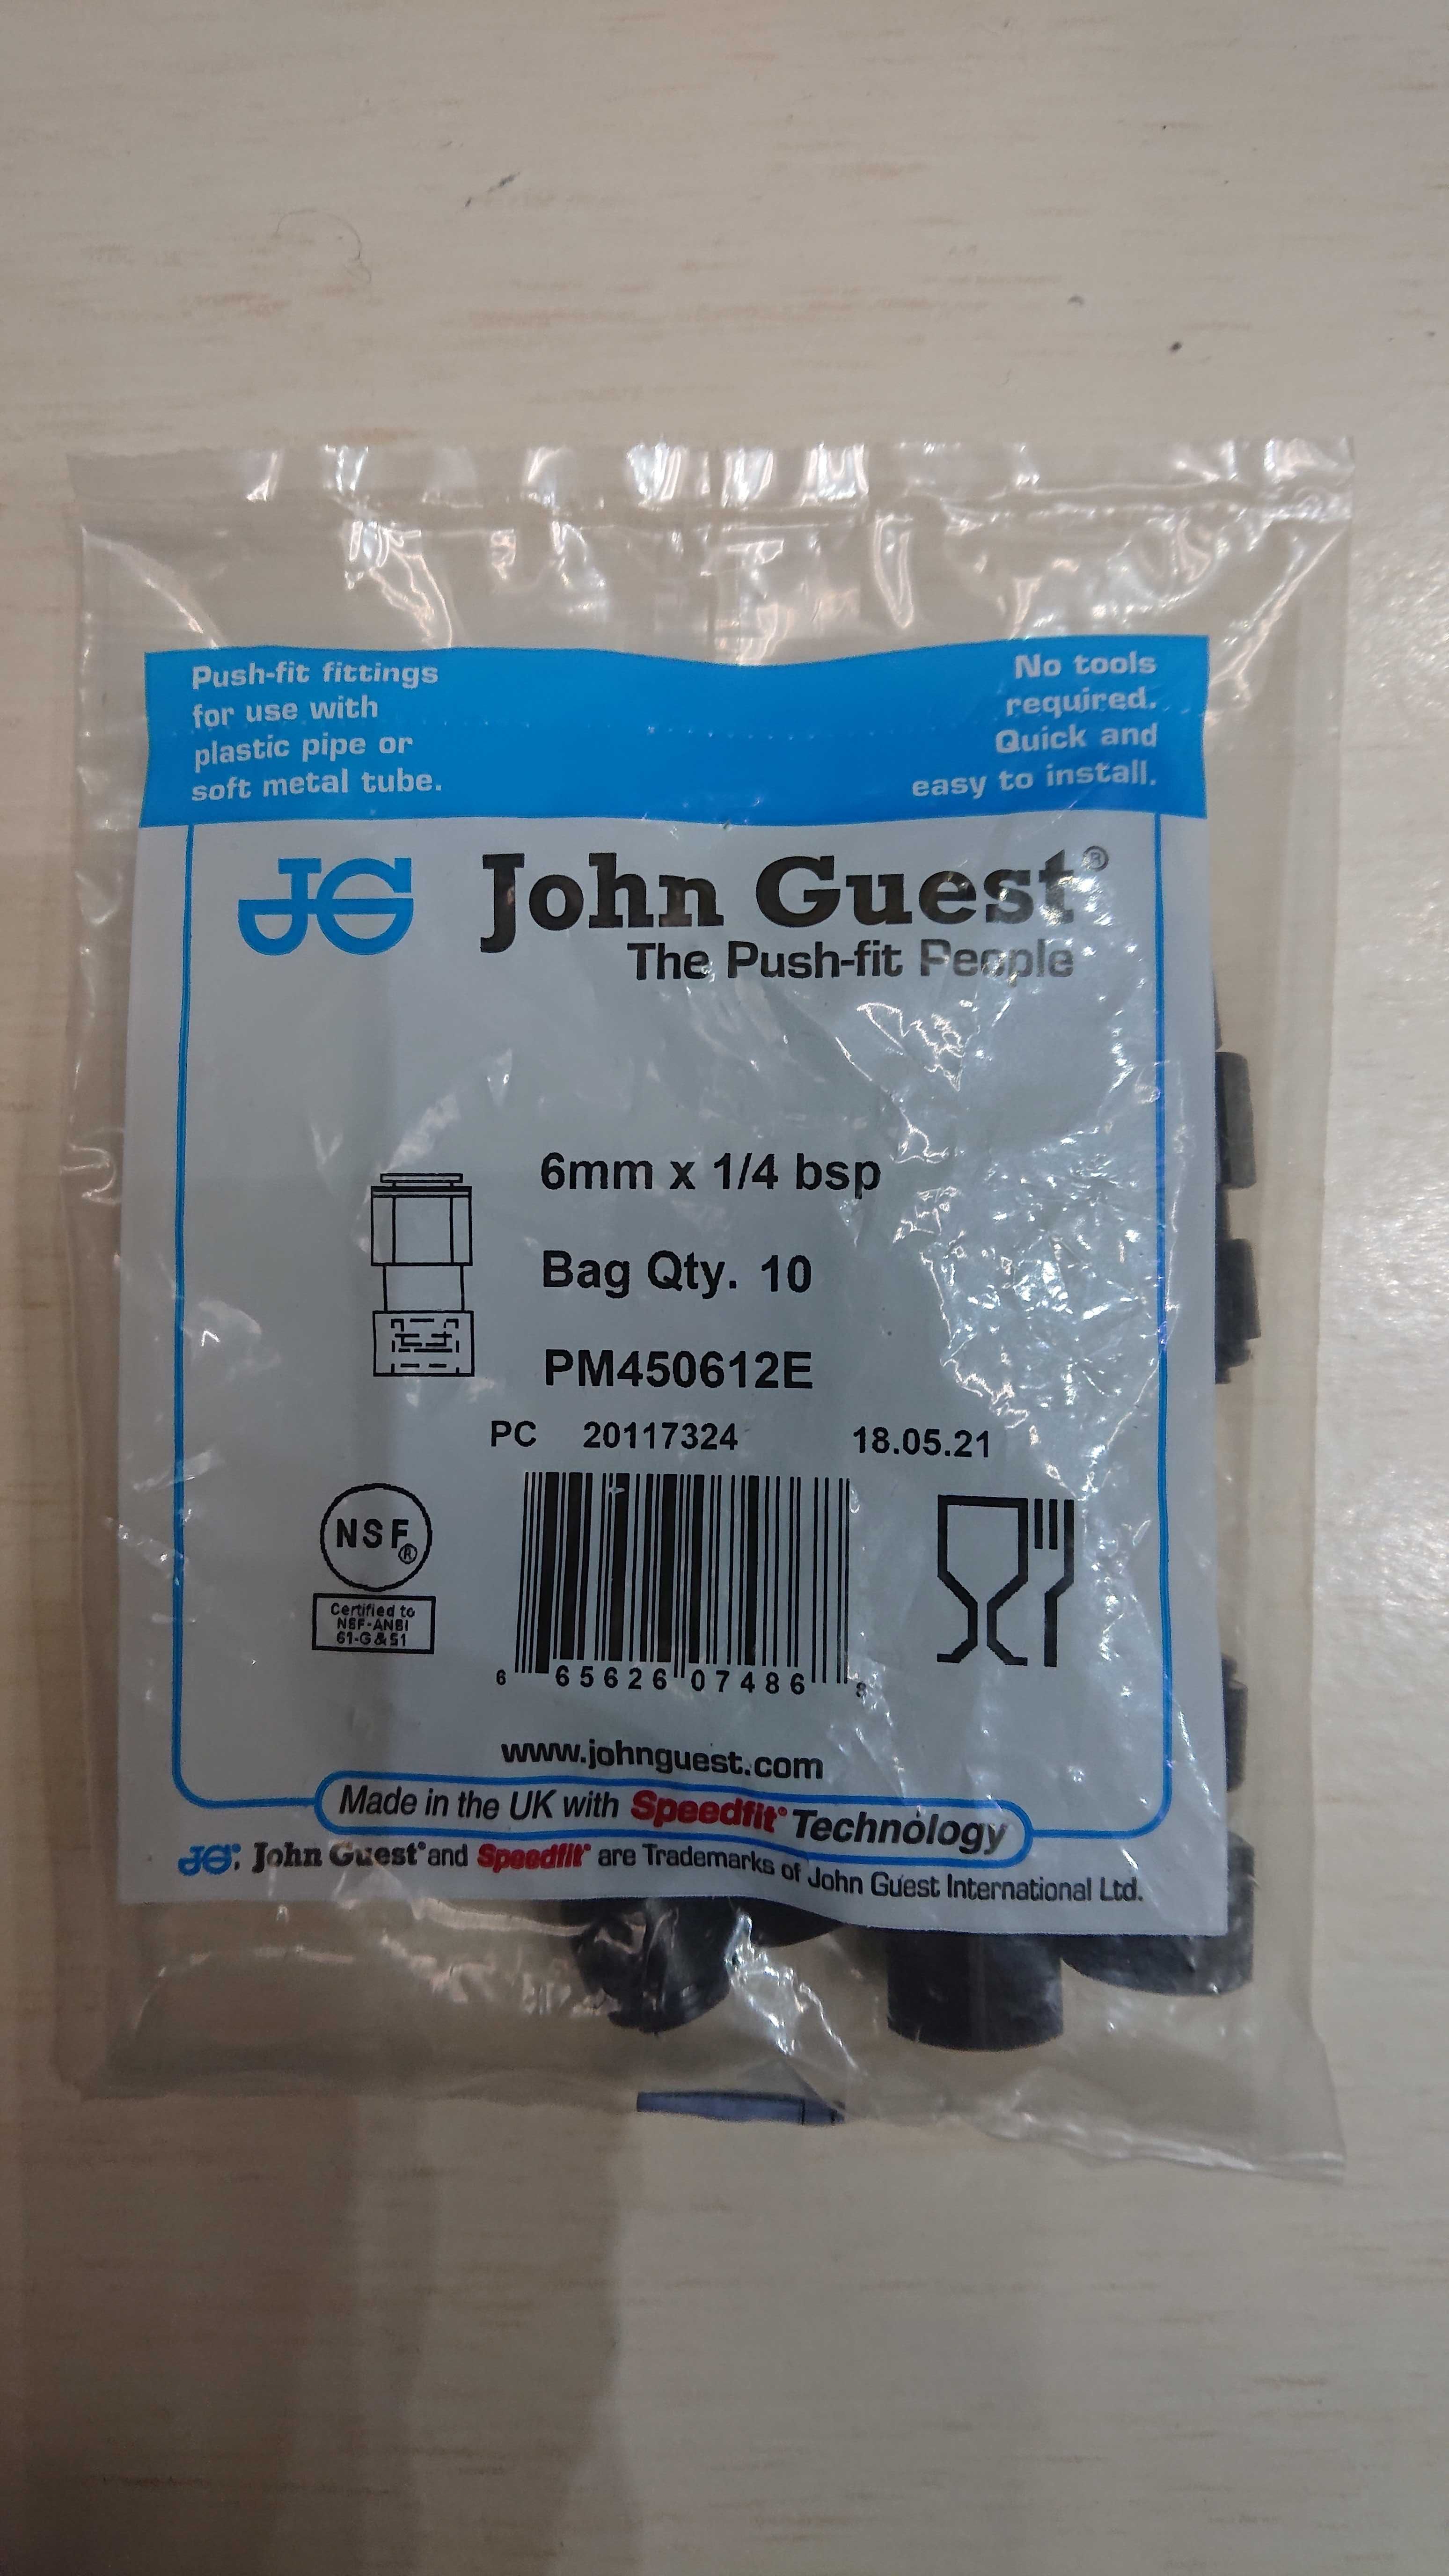 Push-fit fittings
for use with
plastic pipe or
soft metal tube.
No tools
required.
Quick and
easy to install.
JG John Guest®
The Push-fit People
6mm x 1/4 bsp
Bag Qty. 10
PM450612E
PC 20117324 18.05.21
NSF®
Certified to
NSF-ANSI
61-G & 51
6 65626 07486 8
www.johnguest.com
Made in the UK with Speedfit® Technology
JG® John Guest® and Speedfit® are Trademarks of John Guest International Ltd.